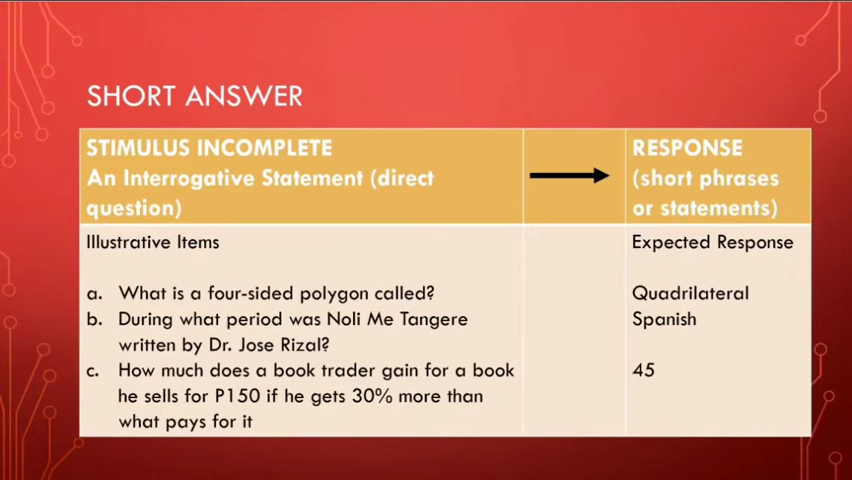 SHORT ANSWER
STIMULUS INCOMPLETE
An Interrogative Statement (direct
question)
RESPONSE
(short phrases
or statements)
Illustrative Items
Expected Response
a. What is a four-sided polygon called?
Quadrilateral
b. During what period was Noli Me Tangere
written by Dr. Jose Rizal?
Spanish
c. How much does a book trader gain for a book
he sells for P150 if he gets 30% more than
what pays for it
45